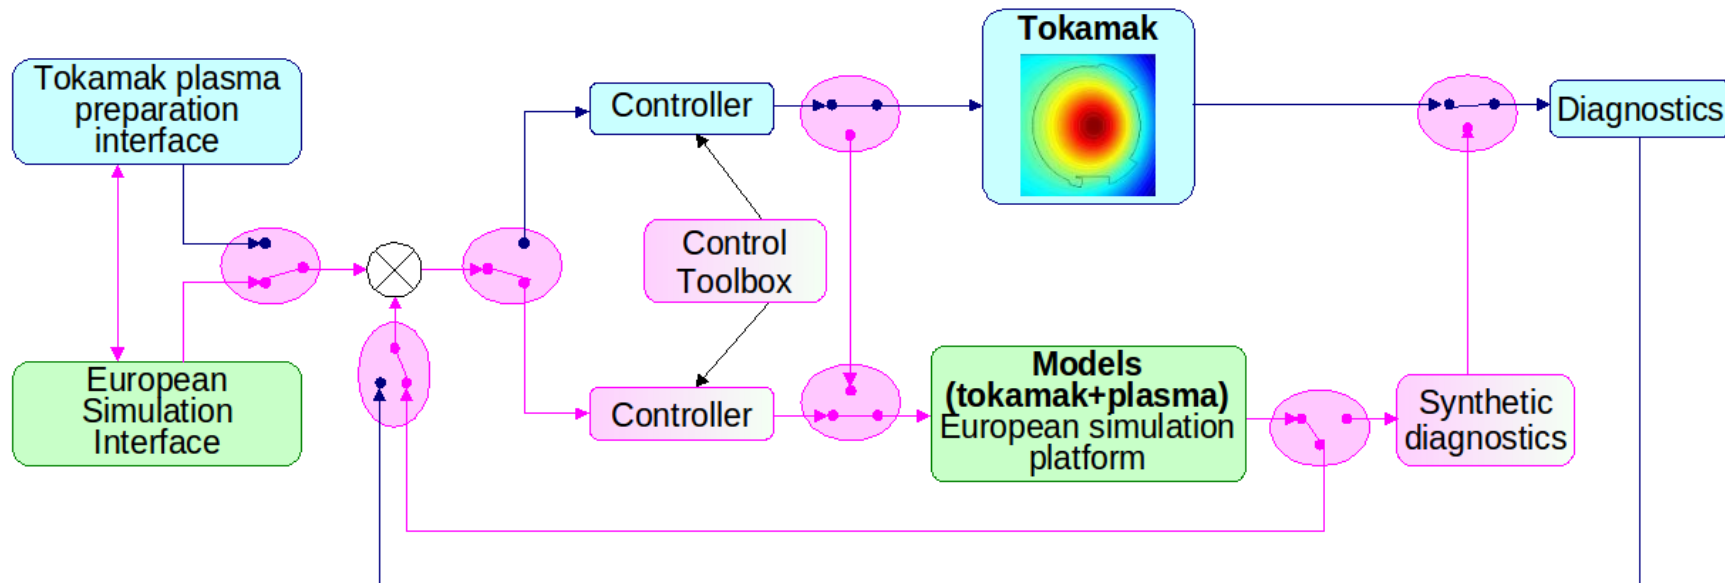 Tokamak plasma
preparation
interface
European
Simulation
Interface
Controller
Control
Toolbox
Controller
Tokamak
Models
(tokamak+plasma)
European simulation
platform
Diagnostics
Synthetic
diagnostics